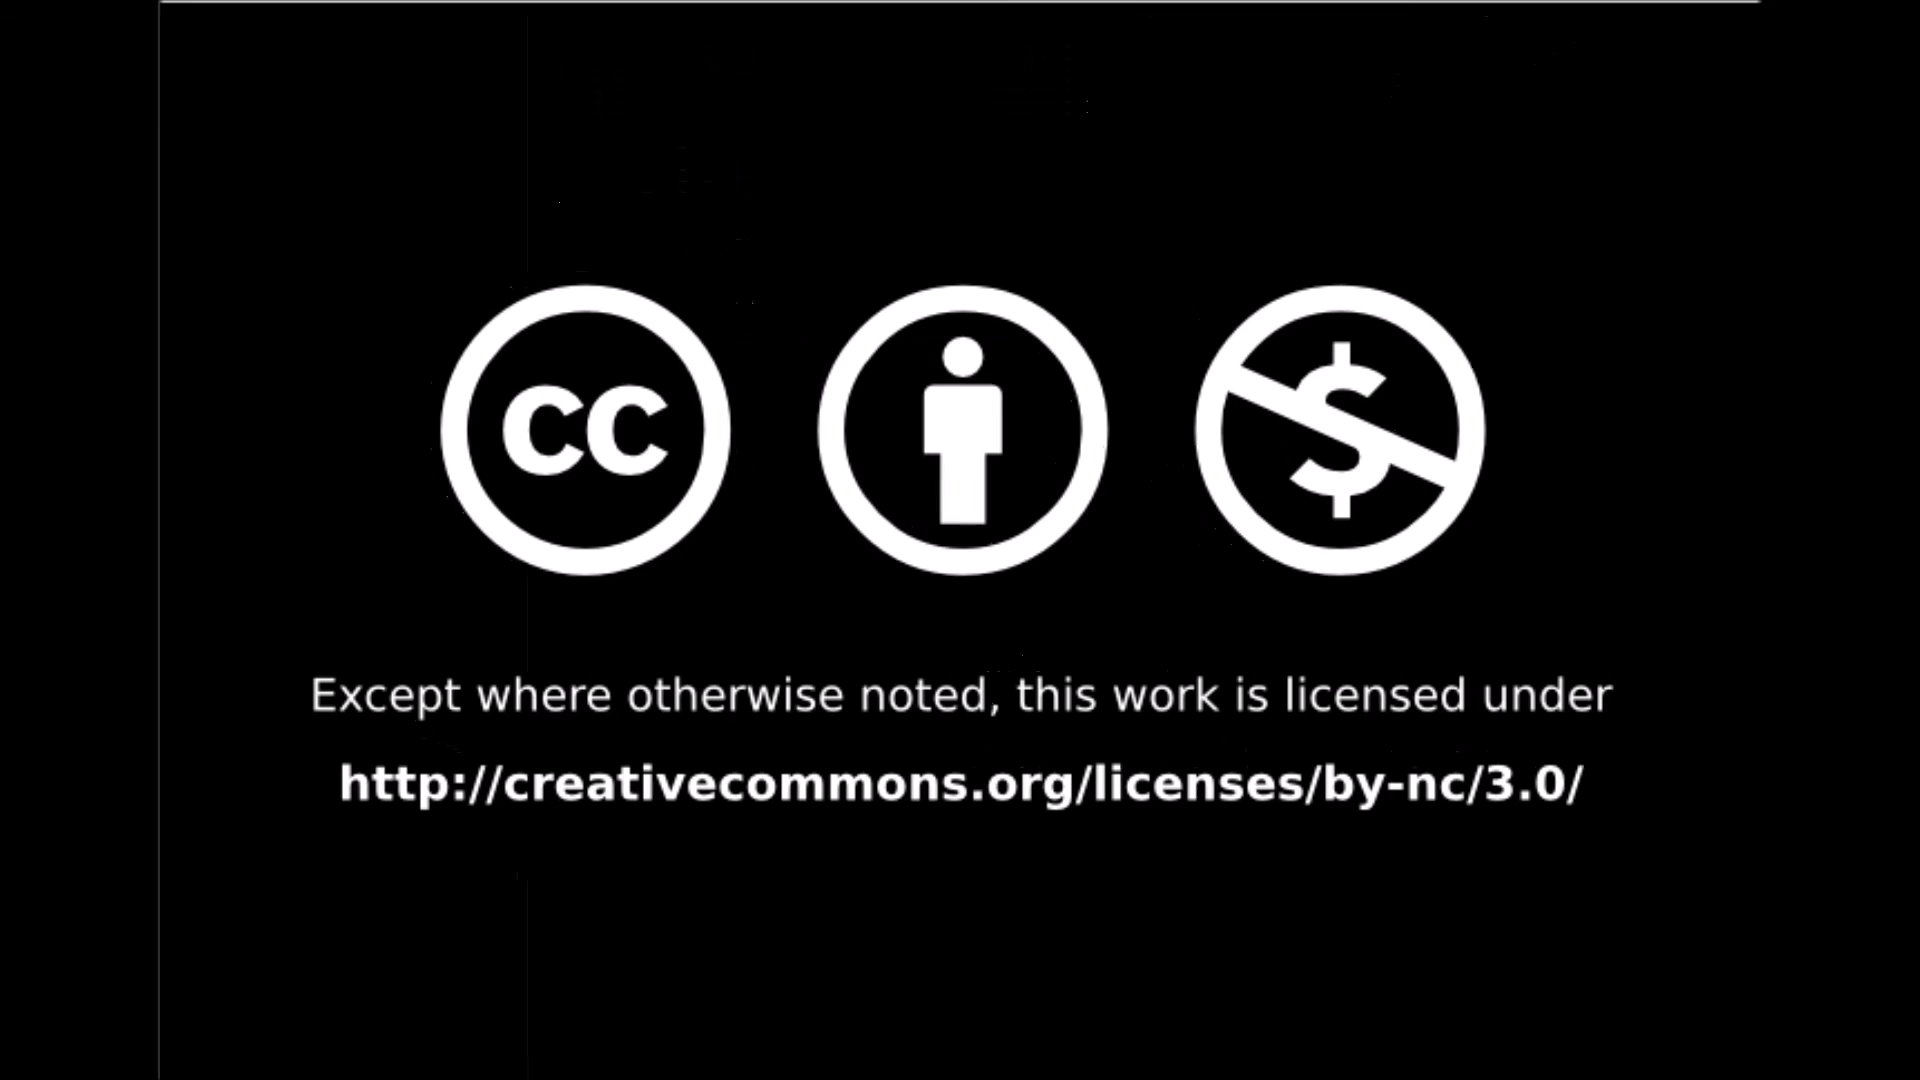 cc
$
Except where otherwise noted, this work is licensed under
http://creativecommons.org/licenses/by-nc/3.0/